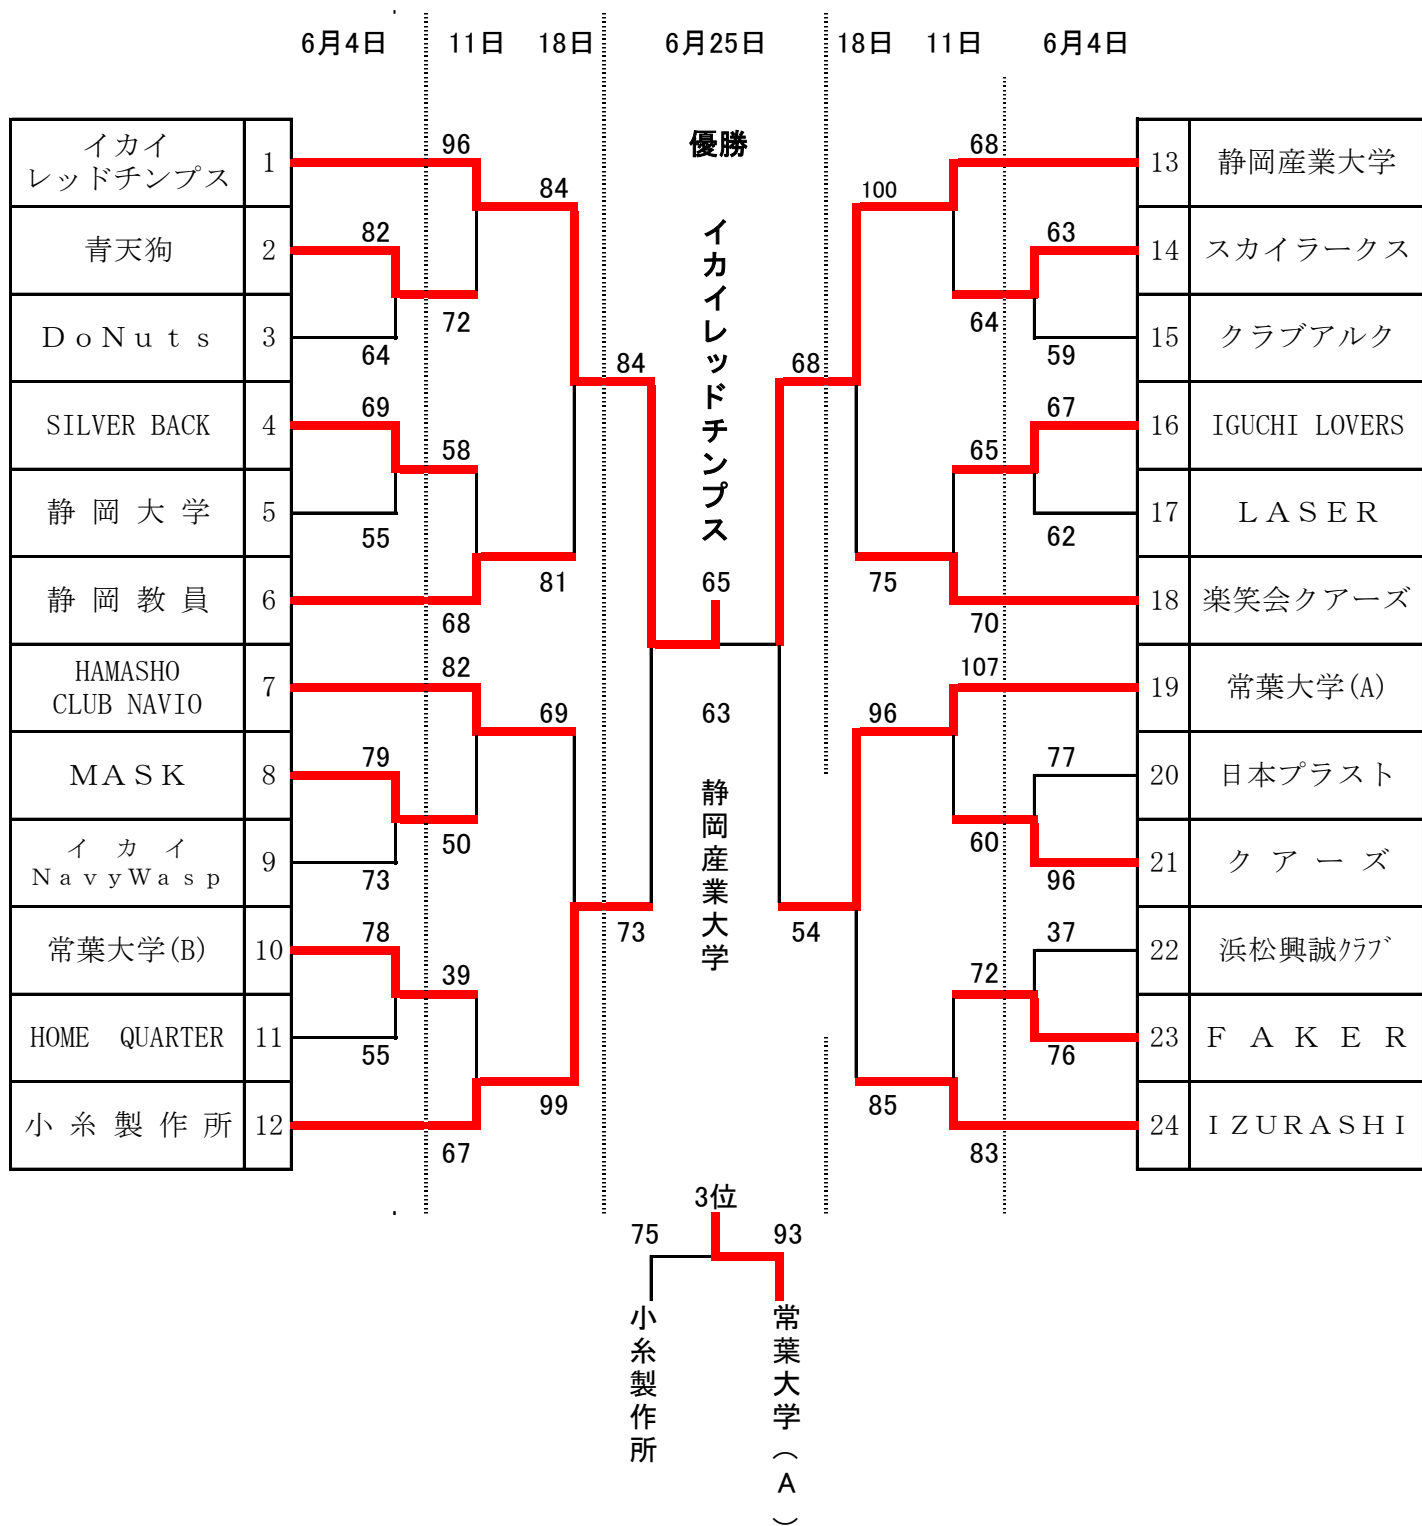 6月4日 11日 18日 6月25日 18日 11日 6月4日
優勝
イカイレッドチンプス
65
63
静岡産業大学
イカイ
レッドチンプス 1
青天狗 2
ＤｏＮｕｔｓ 3
SILVER BACK 4
静岡大学 5
静岡教員 6
HAMASHO
CLUB NAVIO 7
ＭＡＳＫ 8
イカイ
ＮａｖｙＷａｓｐ 9
常葉大学(B) 10
HOME　QUARTER 11
小糸製作所 12
82
64
69
55
79
73
78
55
96
72
58
68
82
50
39
67
84
81
69
99
84
73
68
54
100
75
96
85
68
64
65
70
107
60
72
83
63
59
67
62
77
96
37
76
13 静岡産業大学
14 スカイラークス
15 クラブアルク
16 IGUCHI LOVERS
17 ＬＡＳＥＲ
18 楽笑会クアーズ
19 常葉大学(A)
20 日本プラスト
21 クアーズ
22 浜松興誠ｸﾗﾌﾞ
23 ＦＡＫＥＲ
24 ＩＺＵＲＡＳＨＩ
3位
75 93
小糸製作所
常葉大学（A）